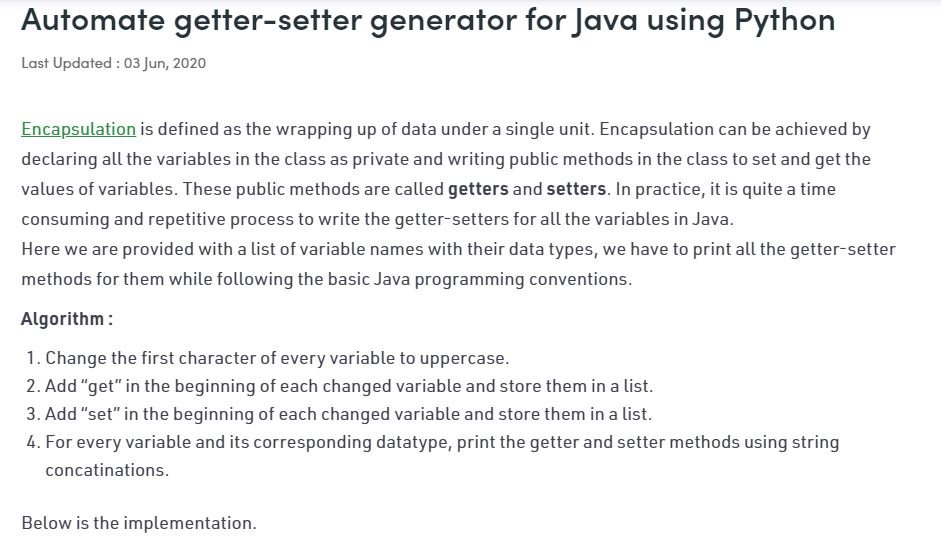 Automate getter-setter generator for Java using Python
Last Updated : 03 Jun, 2020
Encapsulation is defined as the wrapping up of data under a single unit. Encapsulation can be achieved by
declaring all the variables in the class as private and writing public methods in the class to set and get the
values of variables. These public methods are called getters and setters. In practice, it is quite a time
consuming and repetitive process to write the getter-setters for all the variables in Java.
Here we are provided with a list of variable names with their data types, we have to print all the getter-setter
methods for them while following the basic Java programming conventions.
Algorithm :
1. Change the first character of every variable to uppercase.
2. Add “get” in the beginning of each changed variable and store them in a list.
3. Add “set” in the beginning of each changed variable and store them in a list.
4. For every variable and its corresponding datatype, print the getter and setter methods using string
concatinations.
Below is the implementation.